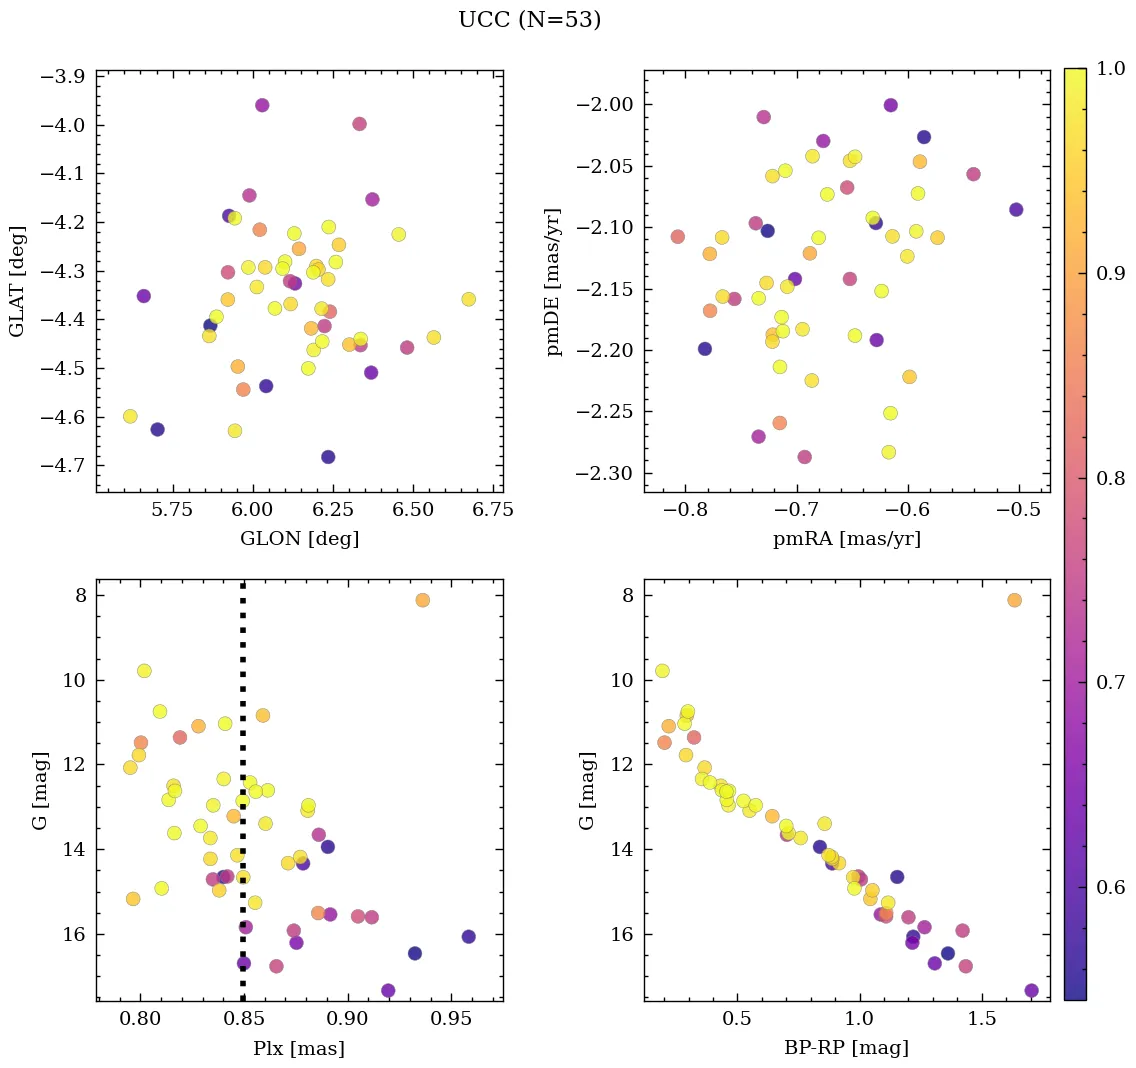 UCC (N=53)
−3.9
−4.0
−4.1
−4.2
−4.3
−4.4
−4.5
−4.6
−4.7
GLAT [deg]
5.75 6.00 6.25 6.50 6.75
GLON [deg]
−2.00
−2.05
−2.10
−2.15
−2.20
−2.25
−2.30
pmDE [mas/yr]
−0.8 −0.7 −0.6 −0.5
pmRA [mas/yr]
1.0
0.9
0.8
0.7
0.6
8
10
12
14
16
G [mag]
0.80 0.85 0.90 0.95
Plx [mas]
8
10
12
14
16
G [mag]
0.5 1.0 1.5
BP-RP [mag]